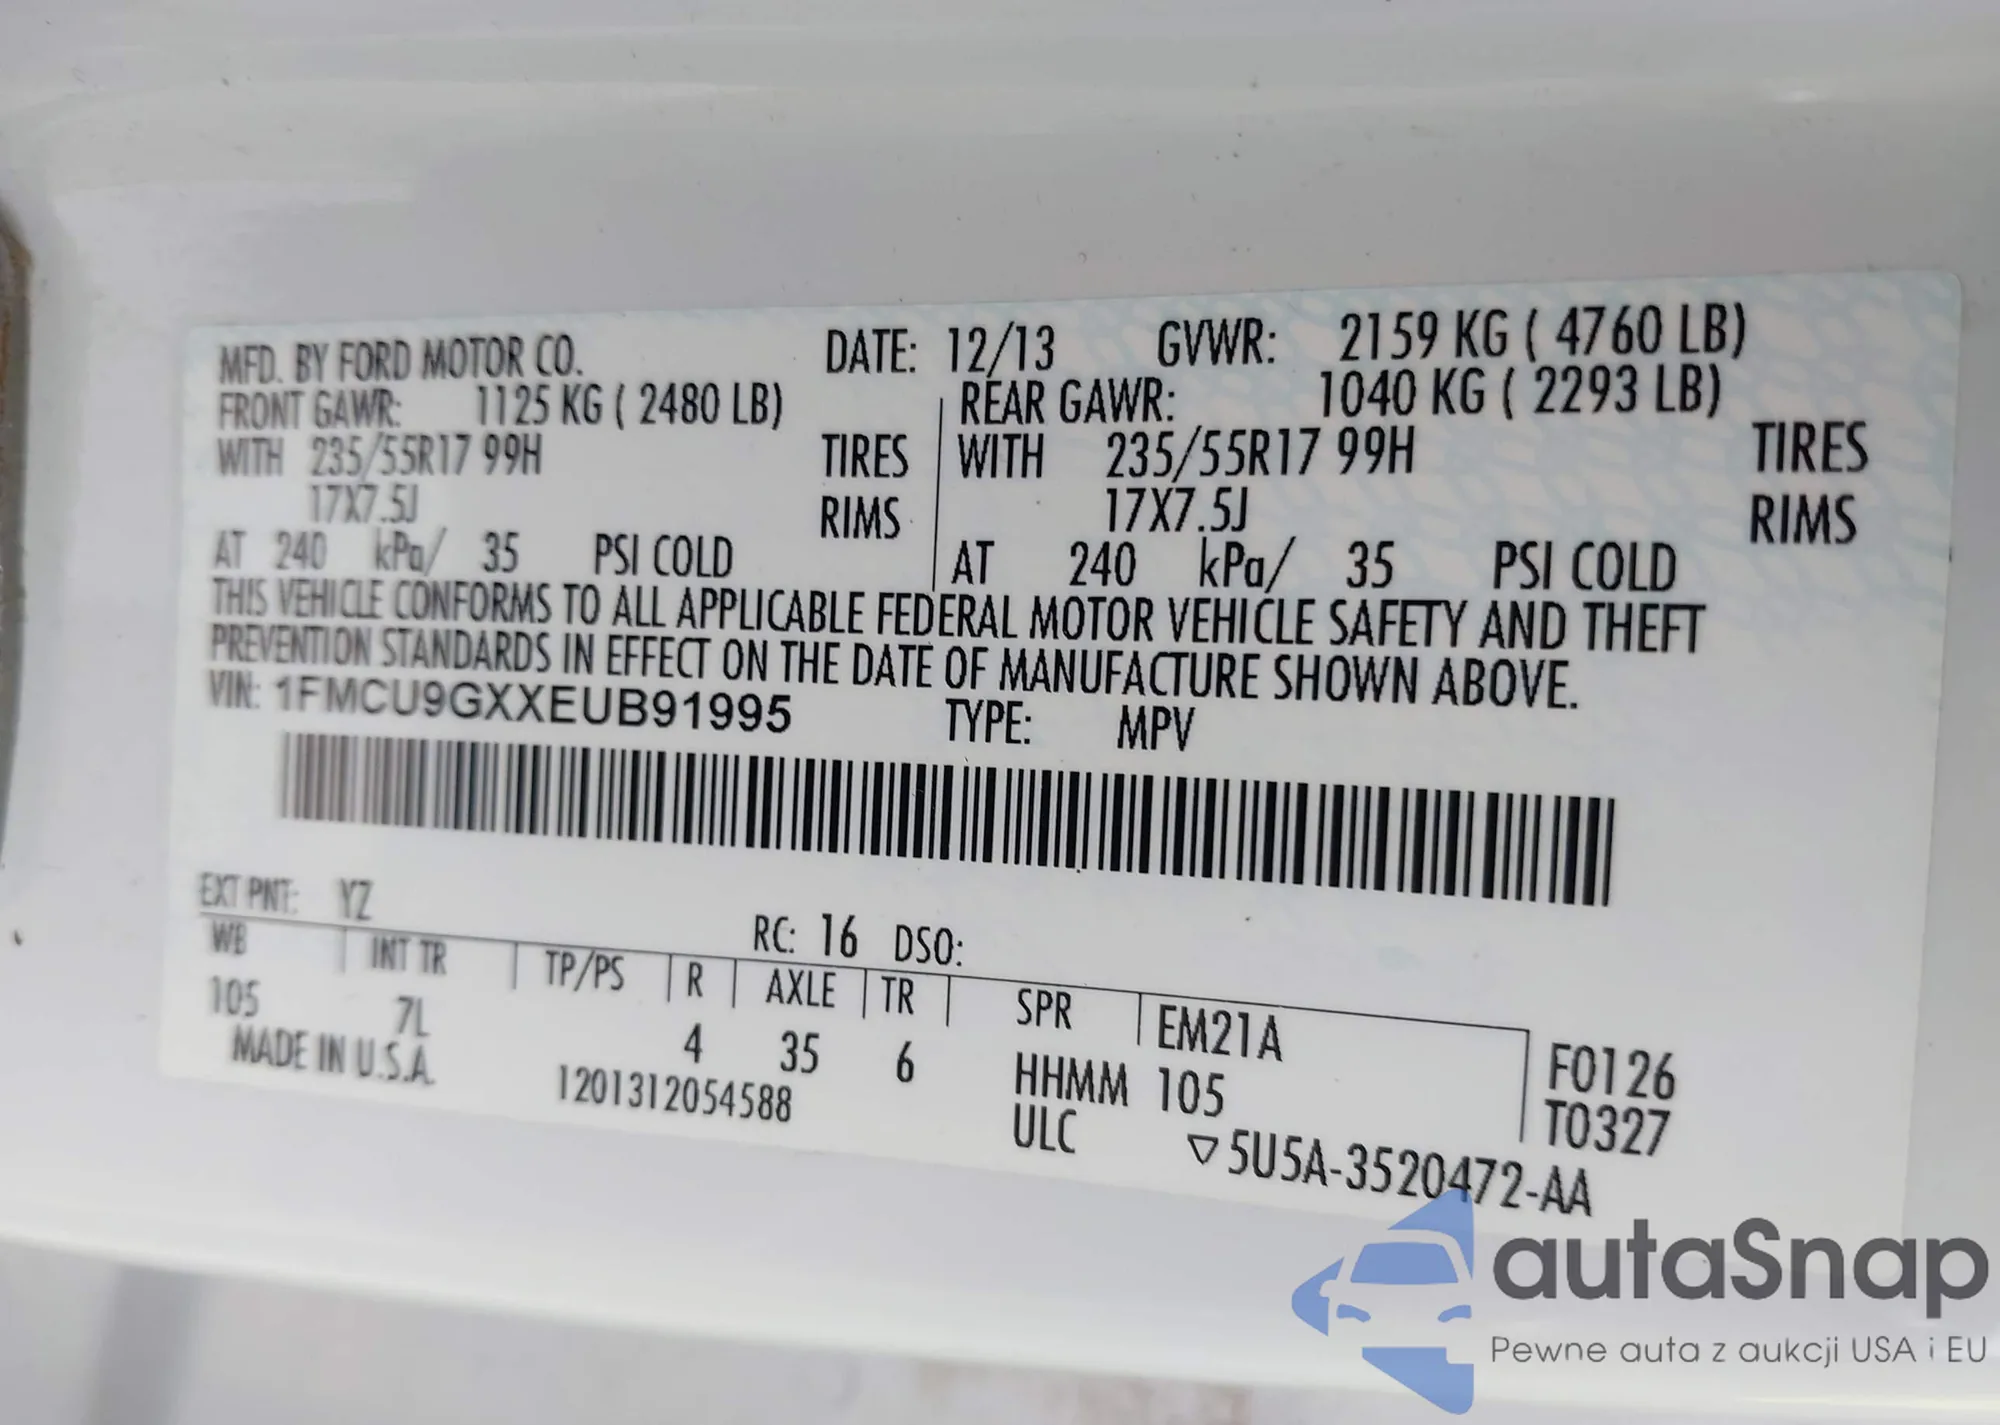 MFD. BY FORD MOTOR CO. DATE: 12/13 GVWR: 2159 KG ( 4760 LB)
FRONT GAWR: 1125 KG ( 2480 LB) REAR GAWR: 1040 KG ( 2293 LB)
WITH 235/55R17 99H TIRES WITH 235/55R17 99H TIRES
17X7.5J RIMS 17X7.5J RIMS
AT 240 kPa/ 35 PSI COLD AT 240 kPa/ 35 PSI COLD
THIS VEHICLE CONFORMS TO ALL APPLICABLE FEDERAL MOTOR VEHICLE SAFETY AND THEFT
PREVENTION STANDARDS IN EFFECT ON THE DATE OF MANUFACTURE SHOWN ABOVE.
VIN: 1FMCU9GXXEUB91995 TYPE: MPV
EXT PNT: YZ RC: 16 DSO:
WB INT TR TP/PS R AXLE TR SPR EM21A F0126
105 7L 4 35 6 HHMM 105 T0327
MADE IN U.S.A. 1201312054588 ULC ▽5U5A-3520472-AA
autaSnap
Pewne auta z aukcji USA i EU